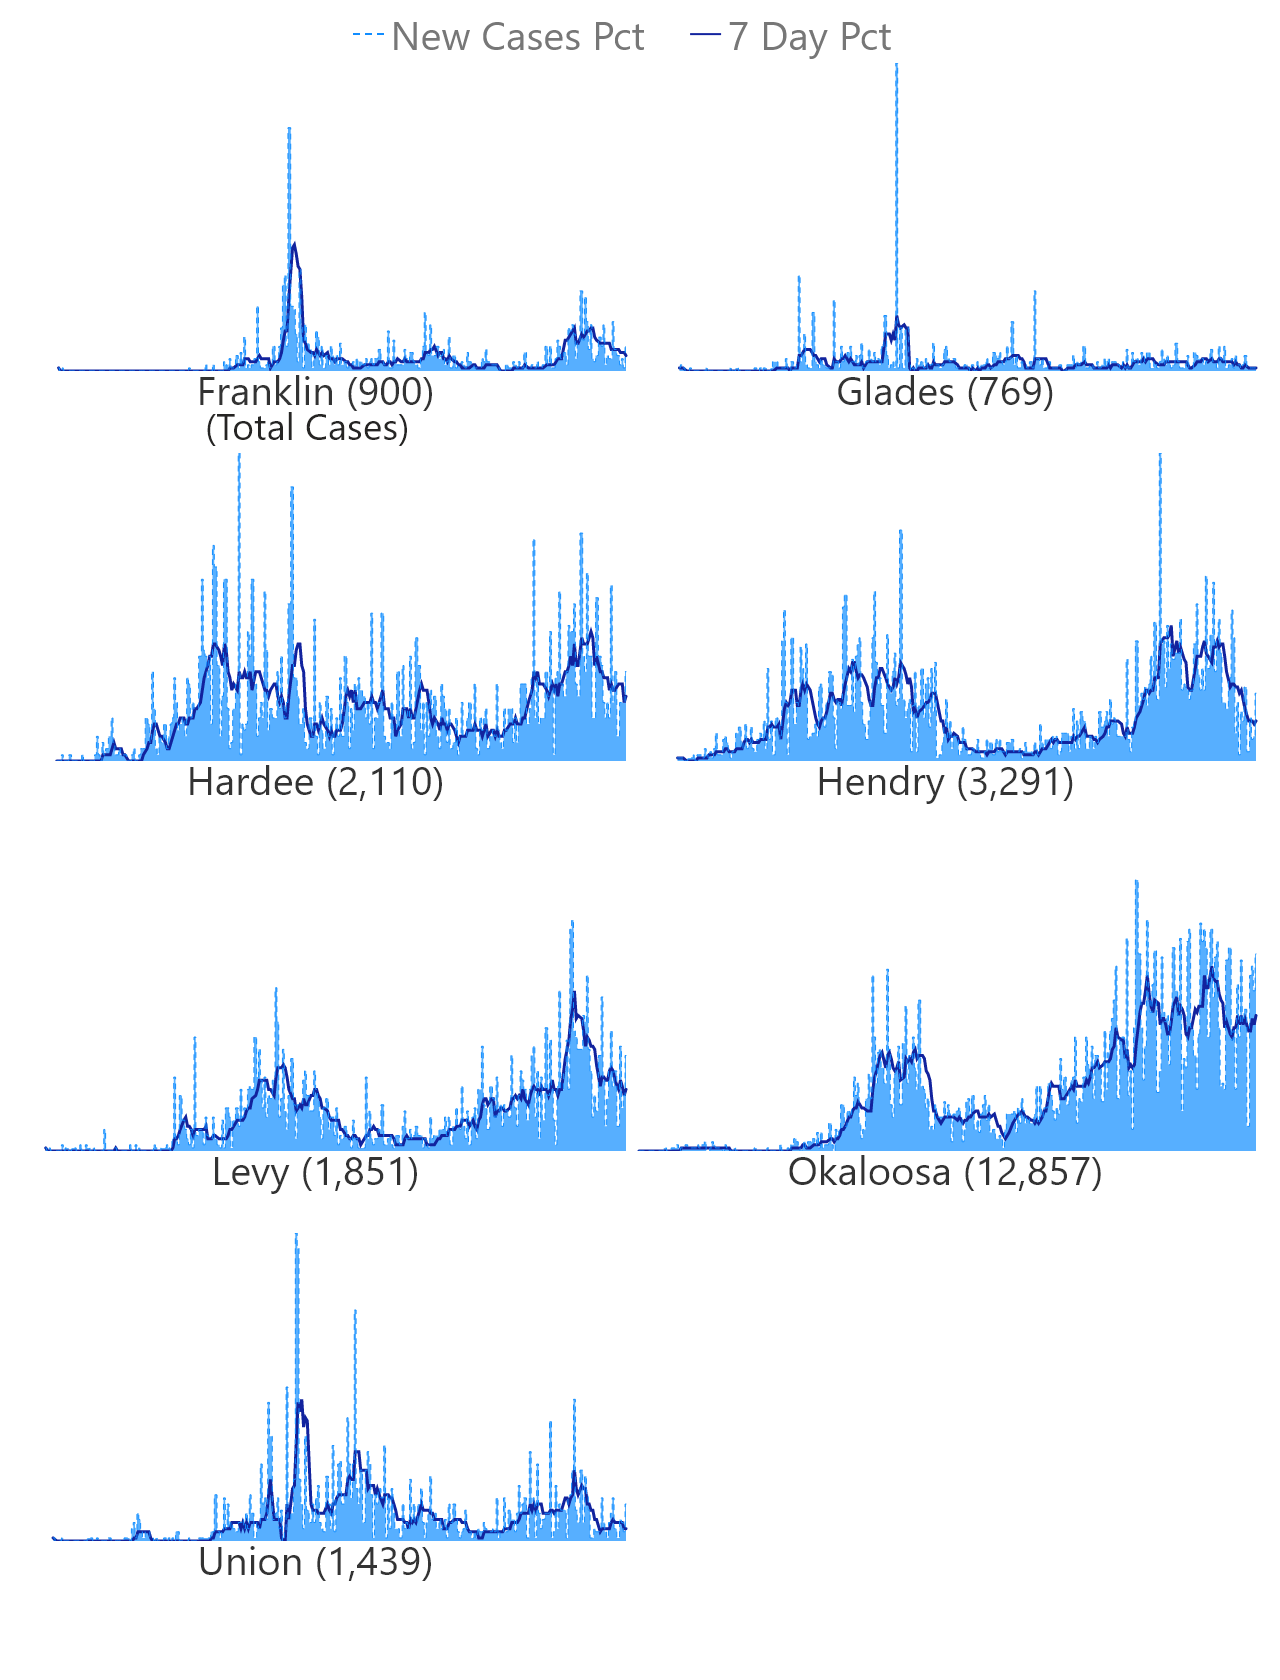 New Cases Pct 7 Day Pct
Franklin (900)
(Total Cases)
Glades (769)
Hardee (2,110)
Hendry (3,291)
Levy (1,851)
Okaloosa (12,857)
Union (1,439)